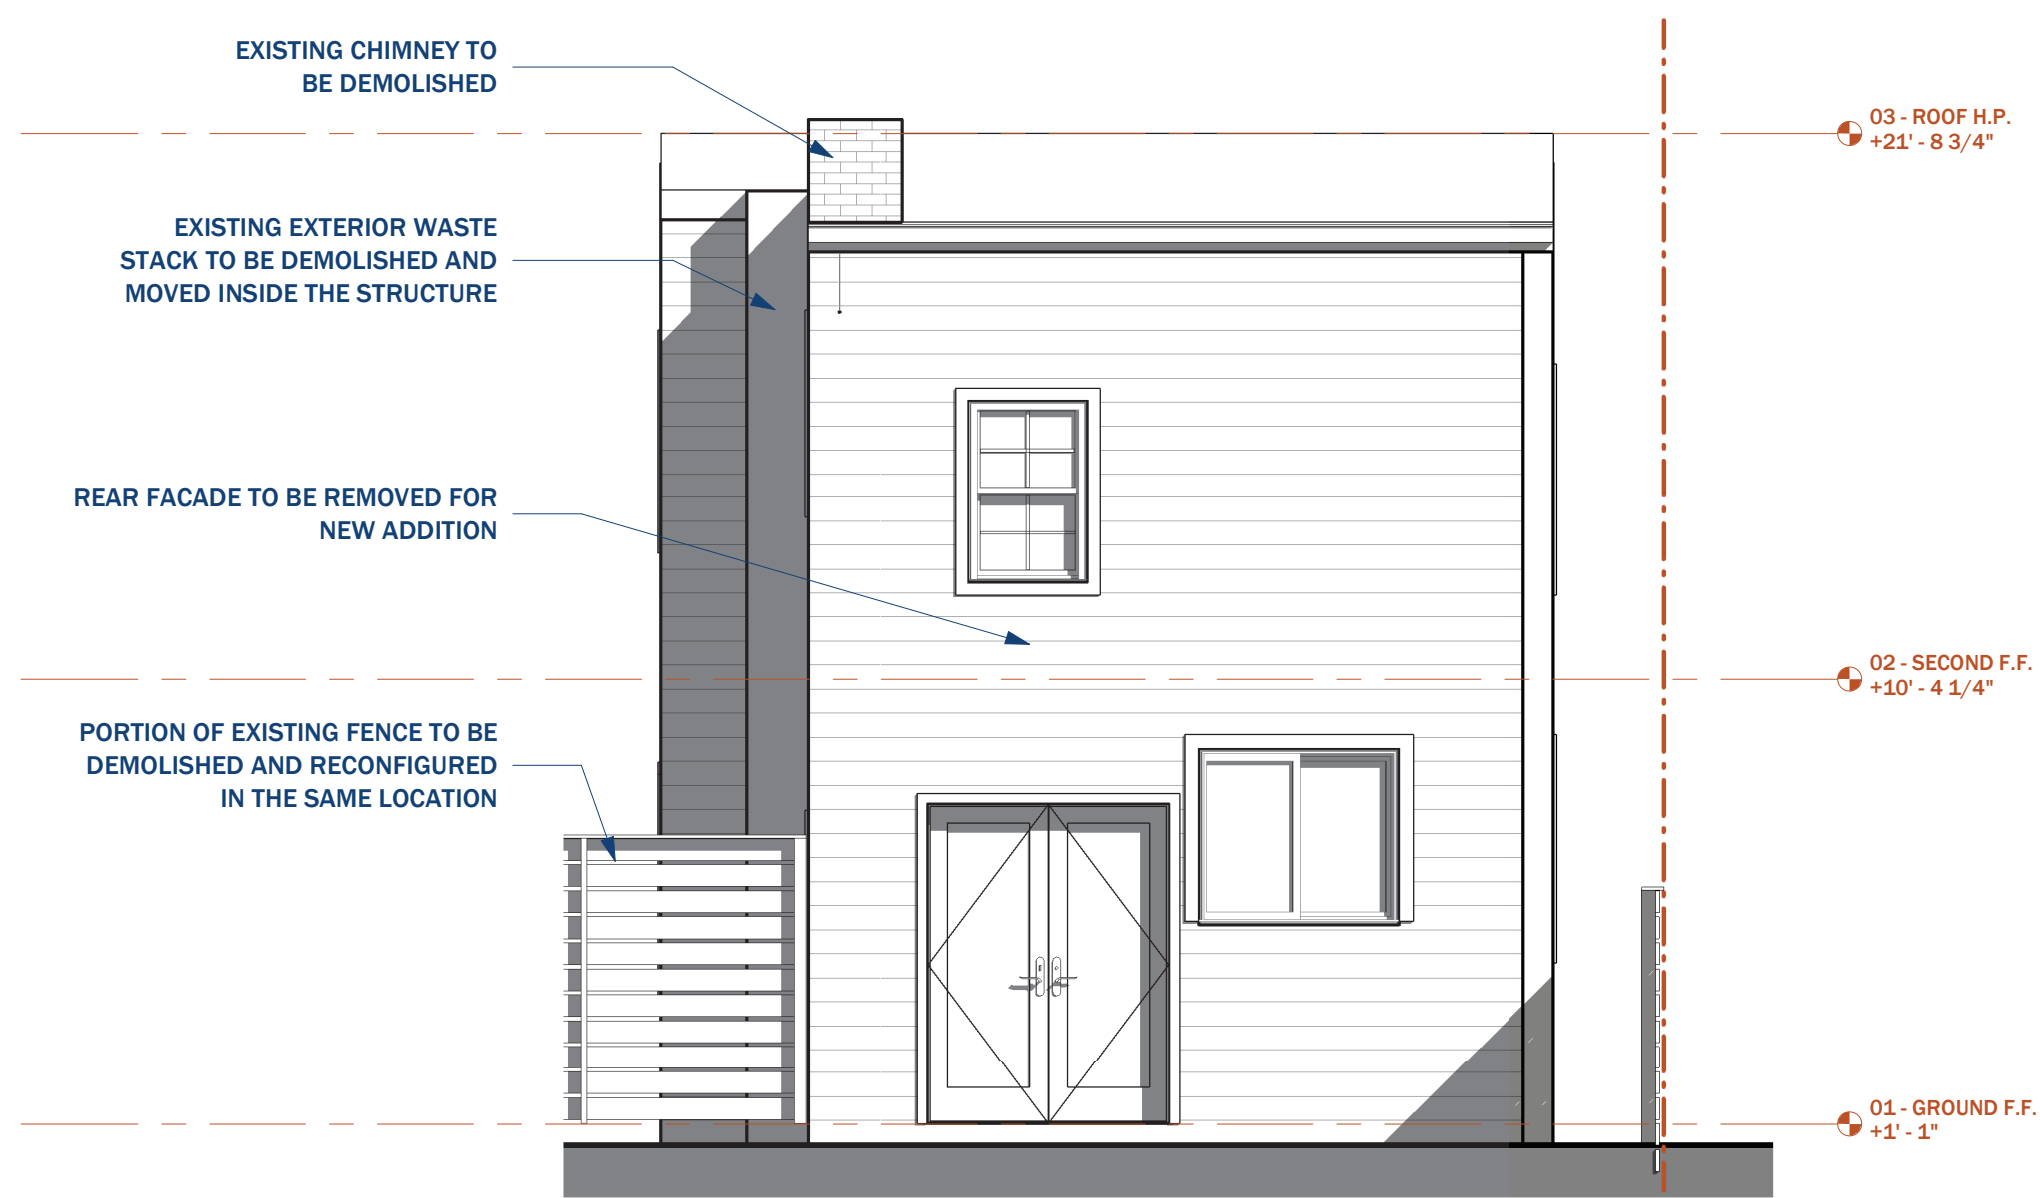 EXISTING CHIMNEY TO
BE DEMOLISHED
03 - ROOF H.P.
+21' - 8 3/4"
EXISTING EXTERIOR WASTE
STACK TO BE DEMOLISHED AND
MOVED INSIDE THE STRUCTURE
REAR FACADE TO BE REMOVED FOR
NEW ADDITION
02 - SECOND F.F.
+10' - 4 1/4"
PORTION OF EXISTING FENCE TO BE
DEMOLISHED AND RECONFIGURED
IN THE SAME LOCATION
01 - GROUND F.F.
+1' - 1"